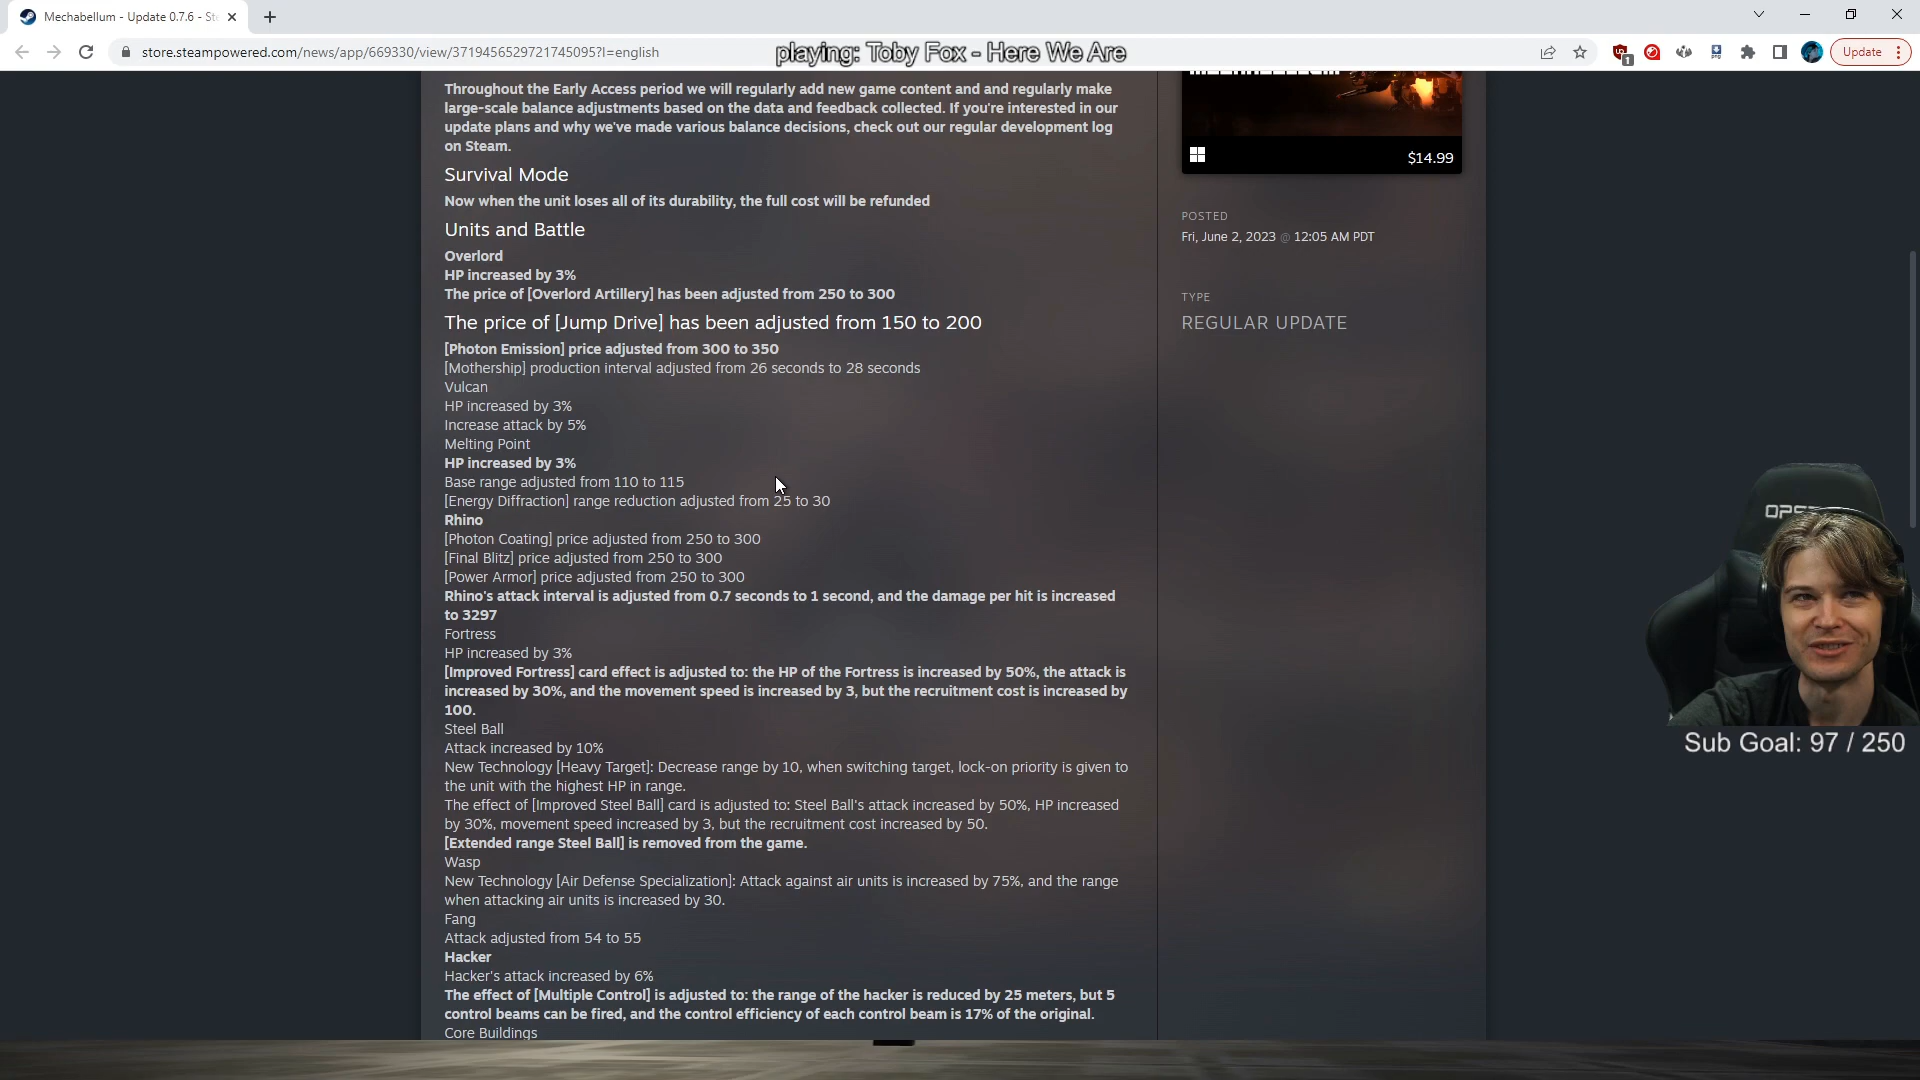 Mechabellum - Update 0.7.6 - Ste
store.steampowered.com/news/app/669330/view/3719456529721745095?l=english
playing: Toby Fox - Here We Are
1
Update
Throughout the Early Access period we will regularly add new game content and and regularly make
large-scale balance adjustments based on the data and feedback collected. If you're interested in our
update plans and why we've made various balance decisions, check out our regular development log
on Steam.
Survival Mode
Now when the unit loses all of its durability, the full cost will be refunded
Units and Battle
Overlord
HP increased by 3%
The price of [Overlord Artillery] has been adjusted from 250 to 300
The price of [Jump Drive] has been adjusted from 150 to 200
[Photon Emission] price adjusted from 300 to 350
[Mothership] production interval adjusted from 26 seconds to 28 seconds
Vulcan
HP increased by 3%
Increase attack by 5%
Melting Point
HP increased by 3%
Base range adjusted from 110 to 115
[Energy Diffraction] range reduction adjusted from 25 to 30
Rhino
[Photon Coating] price adjusted from 250 to 300
[Final Blitz] price adjusted from 250 to 300
[Power Armor] price adjusted from 250 to 300
Rhino's attack interval is adjusted from 0.7 seconds to 1 second, and the damage per hit is increased
to 3297
Fortress
HP increased by 3%
[Improved Fortress] card effect is adjusted to: the HP of the Fortress is increased by 50%, the attack is
increased by 30%, and the movement speed is increased by 3, but the recruitment cost is increased by
100.
Steel Ball
Attack increased by 10%
New Technology [Heavy Target]: Decrease range by 10, when switching target, lock-on priority is given to
the unit with the highest HP in range.
The effect of [Improved Steel Ball] card is adjusted to: Steel Ball's attack increased by 50%, HP increased
by 30%, movement speed increased by 3, but the recruitment cost increased by 50.
[Extended range Steel Ball] is removed from the game.
Wasp
New Technology [Air Defense Specialization]: Attack against air units is increased by 75%, and the range
when attacking air units is increased by 30.
Fang
Attack adjusted from 54 to 55
Hacker
Hacker's attack increased by 6%
The effect of [Multiple Control] is adjusted to: the range of the hacker is reduced by 25 meters, but 5
control beams can be fired, and the control efficiency of each control beam is 17% of the original.
Core Buildings
$14.99
POSTED
Fri, June 2, 2023 @ 12:05 AM PDT
TYPE
REGULAR UPDATE
Sub Goal: 97 / 250